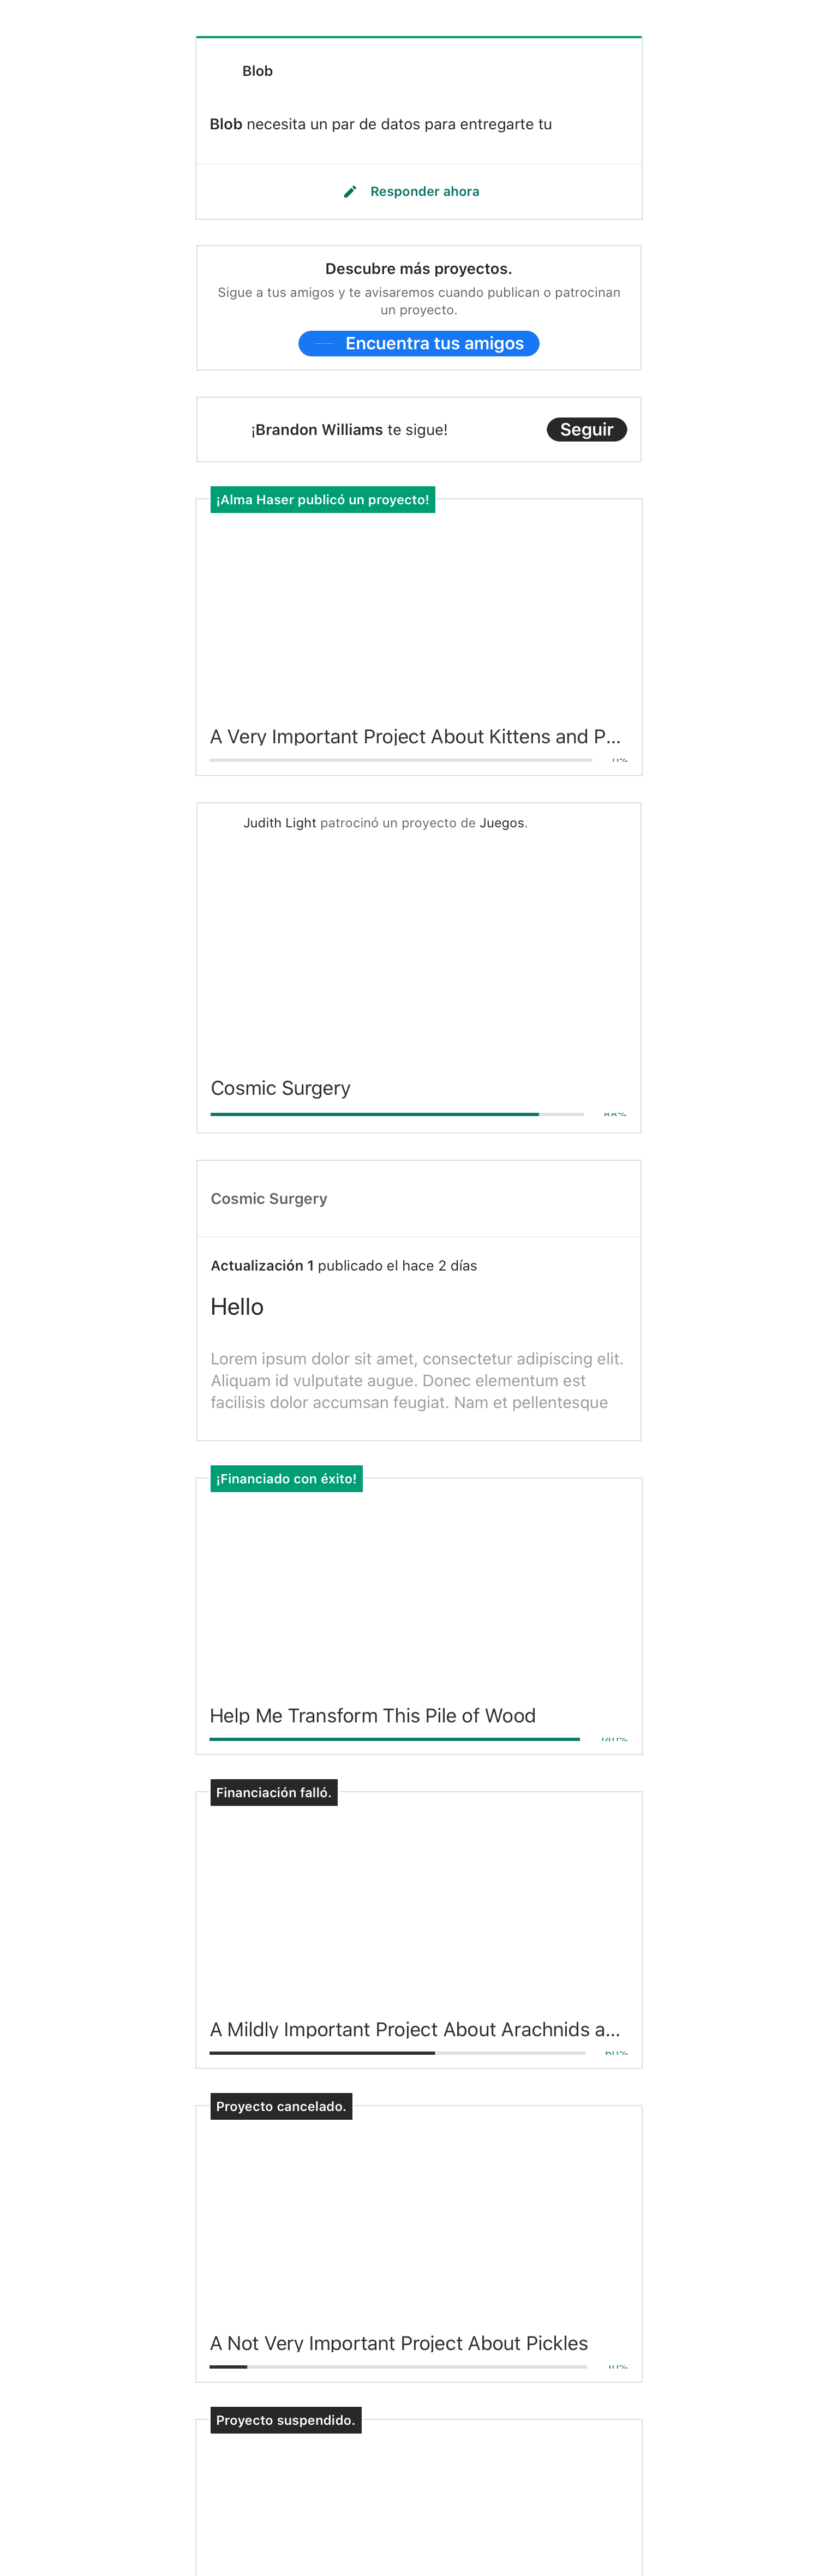 Blob
Blob necesita un par de datos para entregarte tu
Responder ahora
Descubre más proyectos.
Sigue a tus amigos y te avisaremos cuando publican o patrocinan
un proyecto.
Encuentra tus amigos
¡Brandon Williams te sigue!
Seguir
¡Alma Haser publicó un proyecto!
A Very Important Project About Kittens and P...
Judith Light patrocinó un proyecto de Juegos.
Cosmic Surgery
Cosmic Surgery
Actualización 1 publicado el hace 2 días
Hello
Lorem ipsum dolor sit amet, consectetur adipiscing elit.
Aliquam id vulputate augue. Donec elementum est
facilisis dolor accumsan feugiat. Nam et pellentesque
¡Financiado con éxito!
Help Me Transform This Pile of Wood
Financiación falló.
A Mildly Important Project About Arachnids a...
Proyecto cancelado.
A Not Very Important Project About Pickles
Proyecto suspendido.